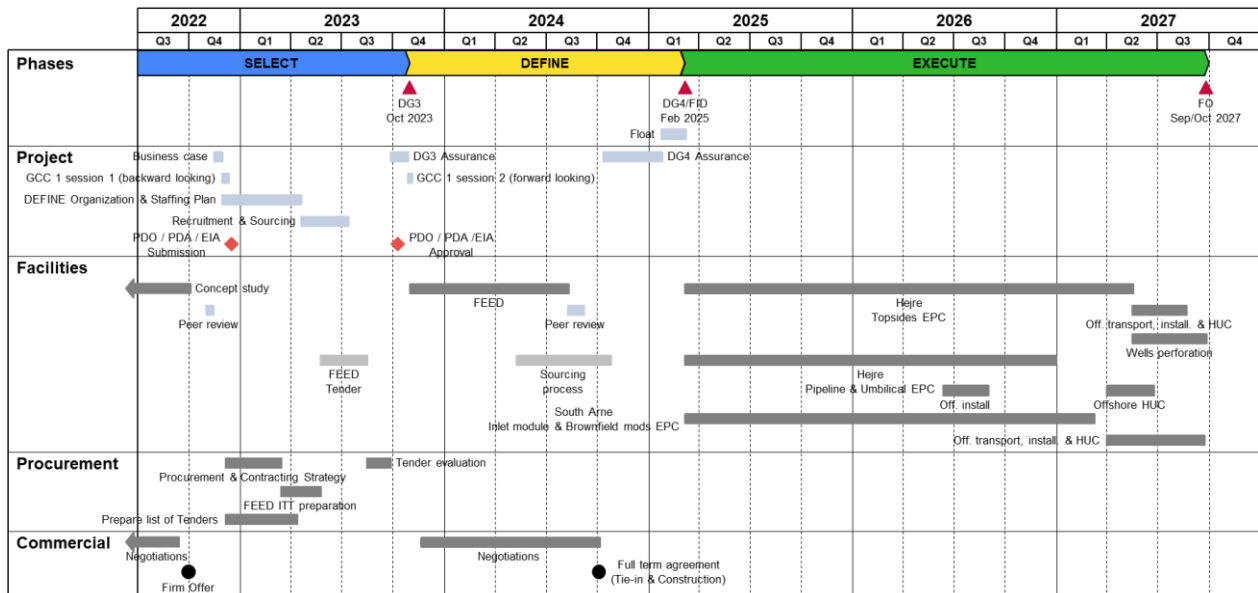 2022 2023 2024 2025 2026 2027
Q3 Q4 Q1 Q2 Q3 Q4 Q1 Q2 Q3 Q4 Q1 Q2 Q3 Q4 Q1 Q2 Q3 Q4 Q1 Q2 Q3 Q4
Phases SELECT DEFINE EXECUTE
DG3 DG4/FID FO
Oct 2023 Feb 2025 Sep/Oct 2027
Float
Project Business case DG3 Assurance DG4 Assurance
GCC 1 session 1 (backward looking) GCC 1 session 2 (forward looking)
DEFINE Organization & Staffing Plan
Recruitment & Sourcing
PDO / PDA / EIA PDO / PDA /EIA
Submission Approval
Facilities
Concept study
FEED Hejre
Topsides EPC
Peer review Peer review Off. transport, install. & HUC
Wells perforation
FEED Sourcing Hejre
Tender process Pipeline & Umbilical EPC
Off. install Offshore HUC
South Arne
Inlet module & Brownfield mods EPC
Off. transport, install. & HUC
Procurement Tender evaluation
Procurement & Contracting Strategy
FEED ITT preparation
Prepare list of Tenders
Commercial
Negotiations Negotiations
Full term agreement
Firm Offer (Tie-in & Construction)